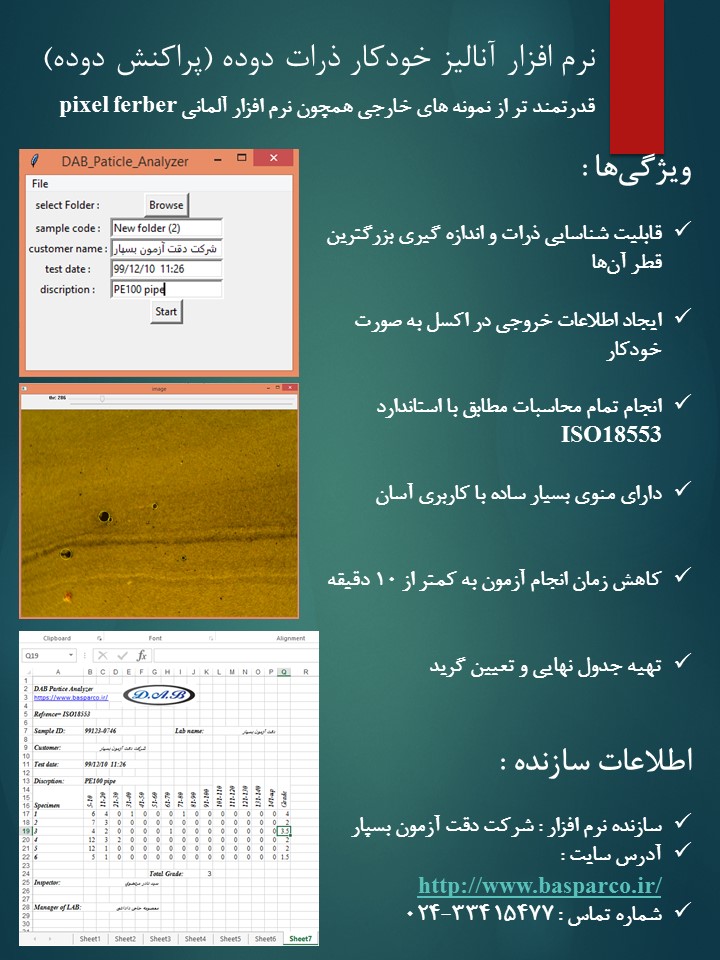 نرم افزار آنالیز خودکار ذرات دوده (پراکنش دوده)
قدرتمند تر از نمونه های خارجی همچون نرم افزار آلمانی pixel ferber
DAB_Paticle_Analyzer
File
select Folder : Browse
sample code : New folder (2)
customer name : شرکت دقت آزمون بسپار
test date : 99/12/10 11:26
discription : PE100 pipe
Start
image
thr: 286
ویژگی‌ها :
قابلیت شناسایی ذرات و اندازه گیری بزرگترین
قطر آن‌ها
ایجاد اطلاعات خروجی در اکسل به صورت
خودکار
انجام تمام محاسبات مطابق با استاندارد
ISO18553
دارای منوی بسیار ساده با کاربری آسان
کاهش زمان انجام آزمون به کمتر از ۱۰ دقیقه
تهیه جدول نهایی و تعیین گرید
Clipboard Font Alignment
Q19 fx
A B C D E F G H I J K L M N O P Q R
DAB Partice Analyzer
D.A.B
https://www.basparco.ir/
Refrence= ISO18553
Sample ID: 99123-0746 Lab name: دقت آزمون بسپار
Customer: شرکت دقت آزمون بسپار
Test date: 99/12/10 11:26
Discrption: PE100 pipe
Specimen 5-10 11-20 21-30 31-40 41-50 51-60 61-70 71-80 81-90 91-100 101-110 111-120 121-130 131-140 Grade
1 6 4 0 1 0 0 0 1 0 0 0 0 0 0 0 4
2 7 3 0 0 0 0 0 0 0 0 0 0 0 0 0 2
3 4 2 0 0 0 0 1 0 0 0 0 0 0 0 0 3.5
4 12 3 2 0 0 0 0 0 0 0 0 0 0 0 0 2
5 12 1 0 0 0 0 0 0 0 0 0 0 0 0 0 2
6 5 1 0 0 0 0 0 0 0 0 0 0 0 0 0 1.5
Total Grade: 3
Inspector:
Manager of LAB:
Sheet1 Sheet2 Sheet3 Sheet4 Sheet5 Sheet6 Sheet7
اطلاعات سازنده :
سازنده نرم افزار : شرکت دقت آزمون بسپار
آدرس سایت :
http://www.basparco.ir/
شماره تماس : ۳۳۴۱۵۴۷۷-۰۲۴